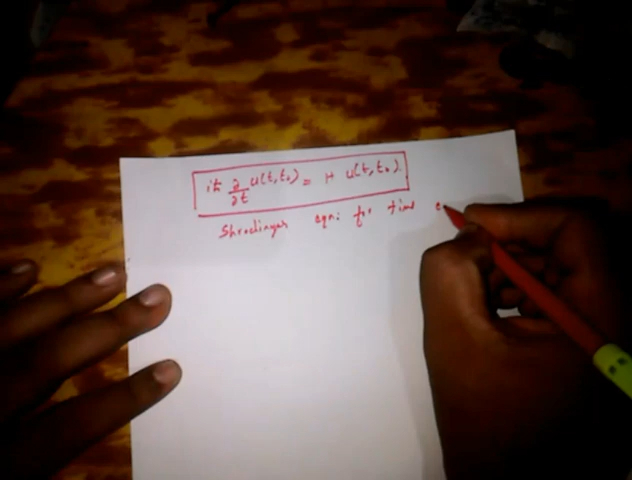 iħ ∂/∂t U(t, t₀) = H U(t, t₀).
Shrodinger eqn: for time